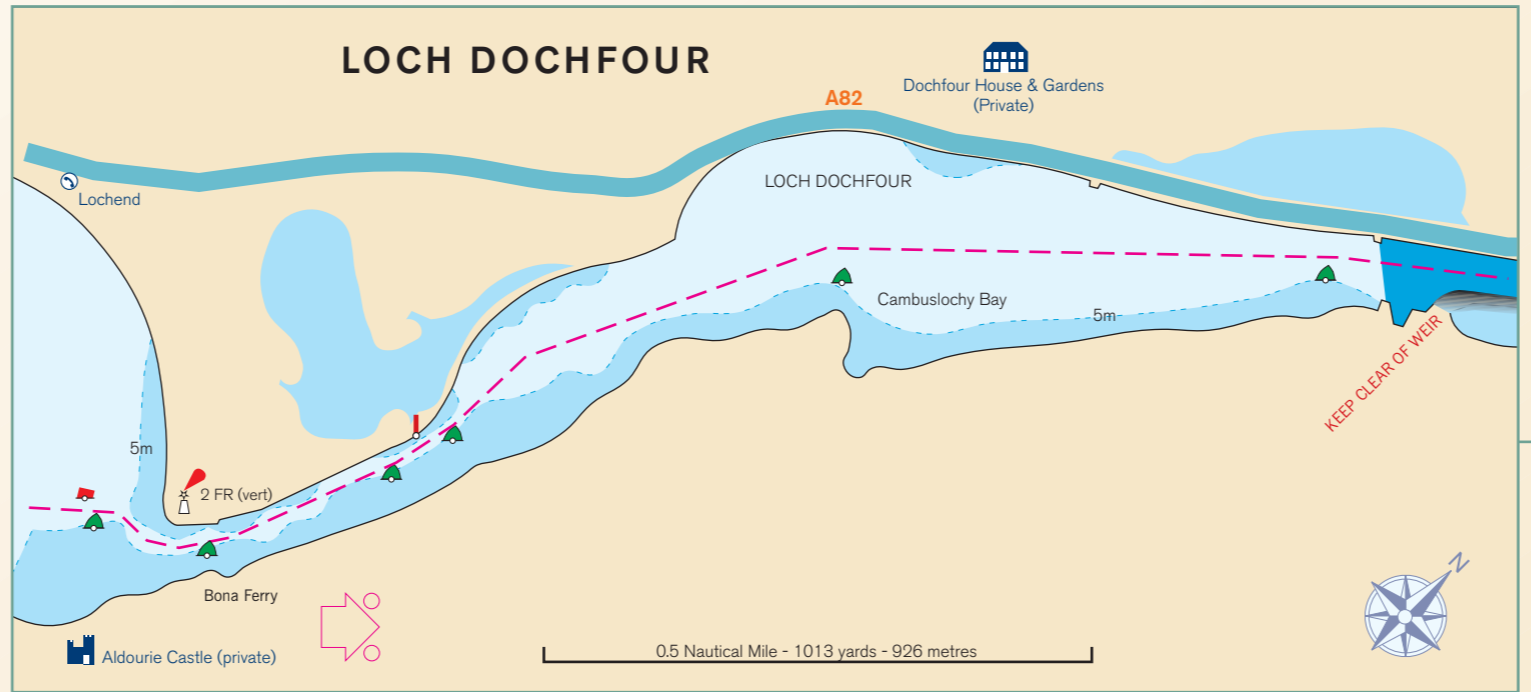 LOCH DOCHFOUR
Dochfour House & Gardens
(Private)
A82
LOCH DOCHFOUR
Lochend
Cambuslochy Bay
5m
KEEP CLEAR OF WEIR
5m
2 FR (vert)
Bona Ferry
N
Aldourie Castle (private)
0.5 Nautical Mile - 1013 yards - 926 metres